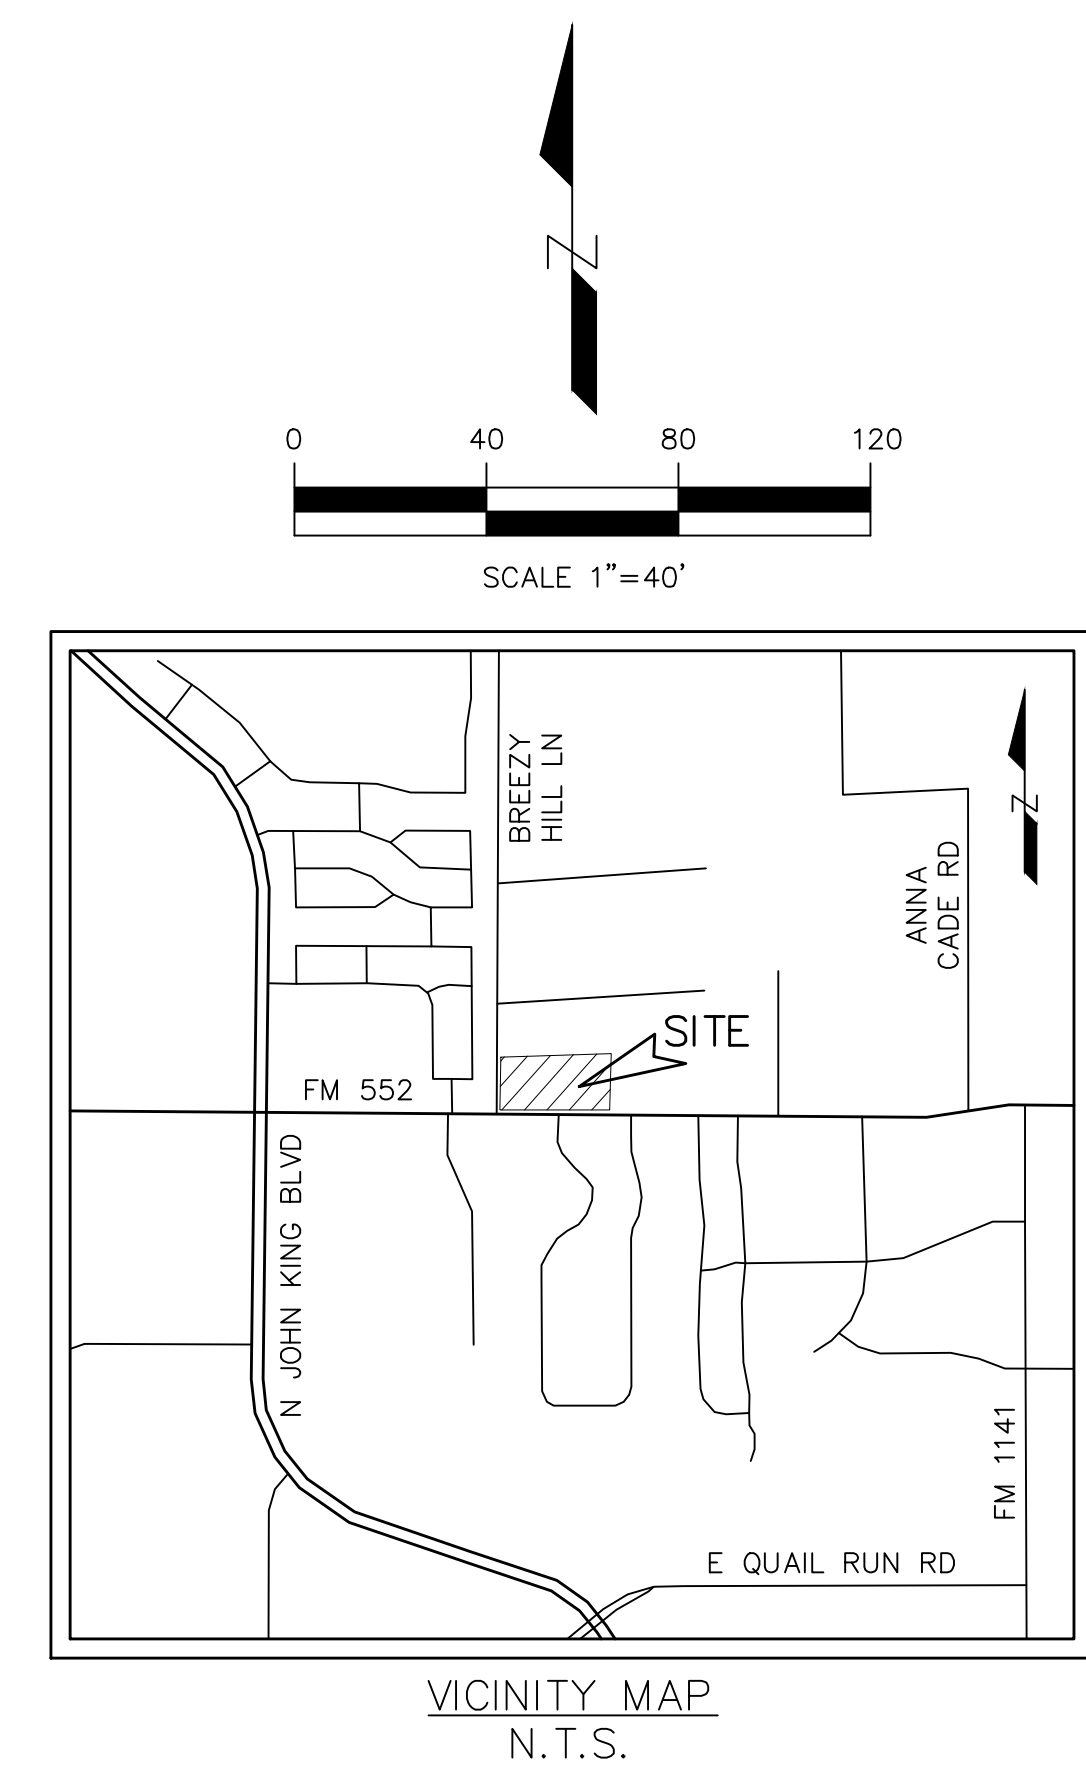 N
0 40 80 120
SCALE 1"=40'
BREEZY
HILL LN
N
ANNA
CADE RD
SITE
FM 552
N JOHN KING BLVD
FM 1141
E QUAIL RUN RD
VICINITY MAP
N.T.S.